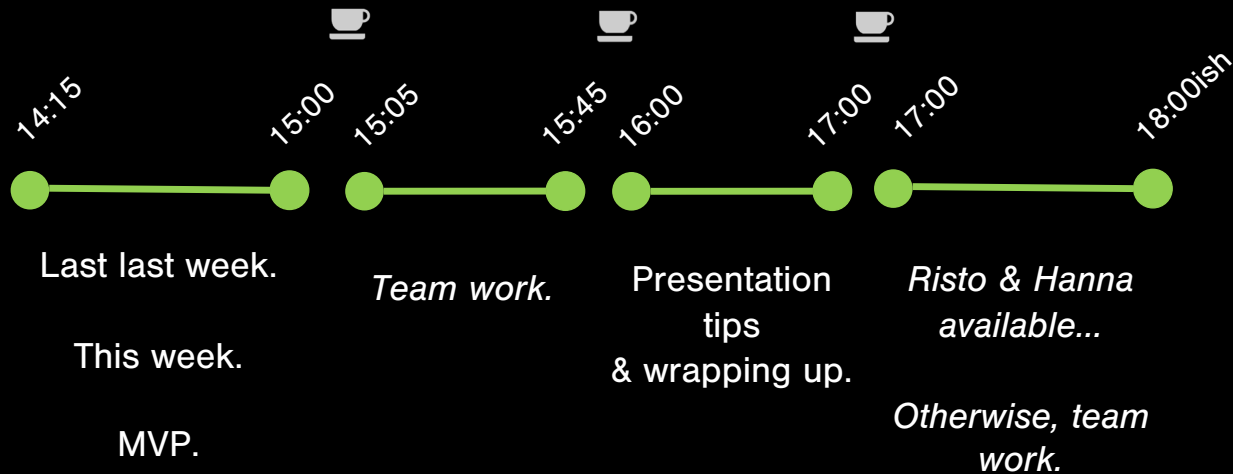 14:15
15:00
15:05
15:45
16:00
17:00
17:00
18:00ish
Last last week.
This week.
MVP.
Team work.
Presentation
tips
& wrapping up.
Risto & Hanna
available...
Otherwise, team
work.